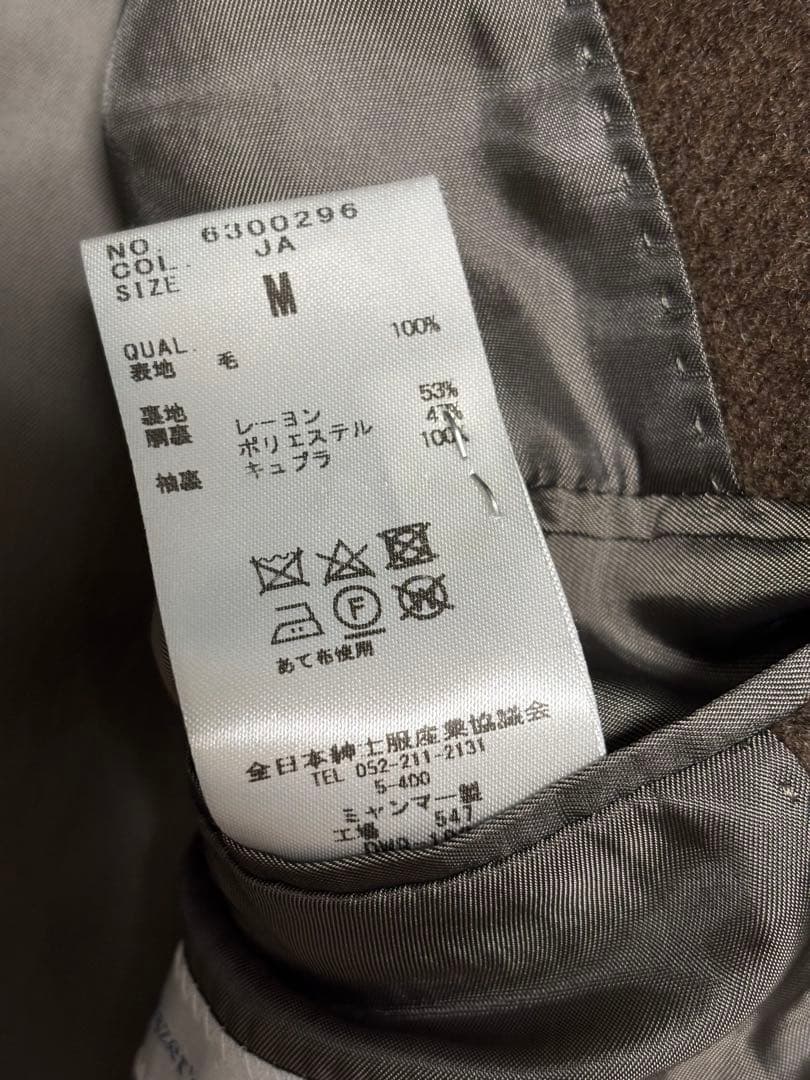 NO. 6300296
COL. JA
SIZE M
QUAL.
表地 毛 100%
裏地
胴裏 レーヨン 53%
ポリエステル 47%
袖裏 キュプラ 100%
F
W
あて布使用
全日本紳士服産業協議会
TEL 052-211-2131
5-400
ミャンマー製
工場 547